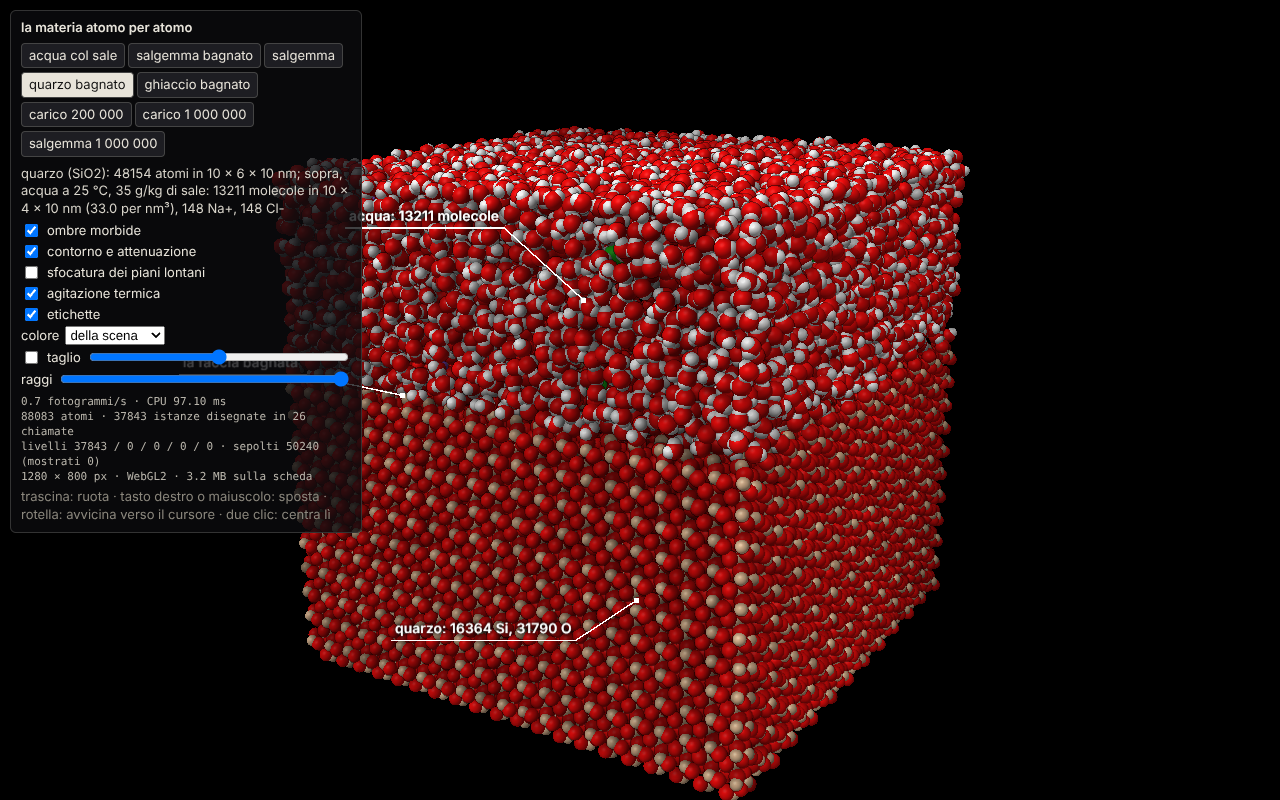 la materia atomo per atomo
acqua col sale salgemma bagnato salgemma
quarzo bagnato ghiaccio bagnato
carico 200 000 carico 1 000 000
salgemma 1 000 000
quarzo (SiO2): 48154 atomi in 10 × 6 × 10 nm; sopra,
acqua a 25 °C, 35 g/kg di sale: 13211 molecole in 10 ×
4 × 10 nm (33.0 per nm³), 148 Na+, 148 Cl-
acqua: 13211 molecole
ombre morbide
contorno e attenuazione
sfocatura dei piani lontani
agitazione termica
etichette
colore della scena
taglio
la faccia bagnata
raggi
0.7 fotogrammi/s · CPU 97.10 ms
88083 atomi · 37843 istanze disegnate in 26
chiamate
livelli 37843 / 0 / 0 / 0 / 0 · sepolti 50240
(mostrati 0)
1280 × 800 px · WebGL2 · 3.2 MB sulla scheda
trascina: ruota · tasto destro o maiuscolo: sposta ·
rotella: avvicina verso il cursore · due clic: centra lì
quarzo: 16364 Si, 31790 O